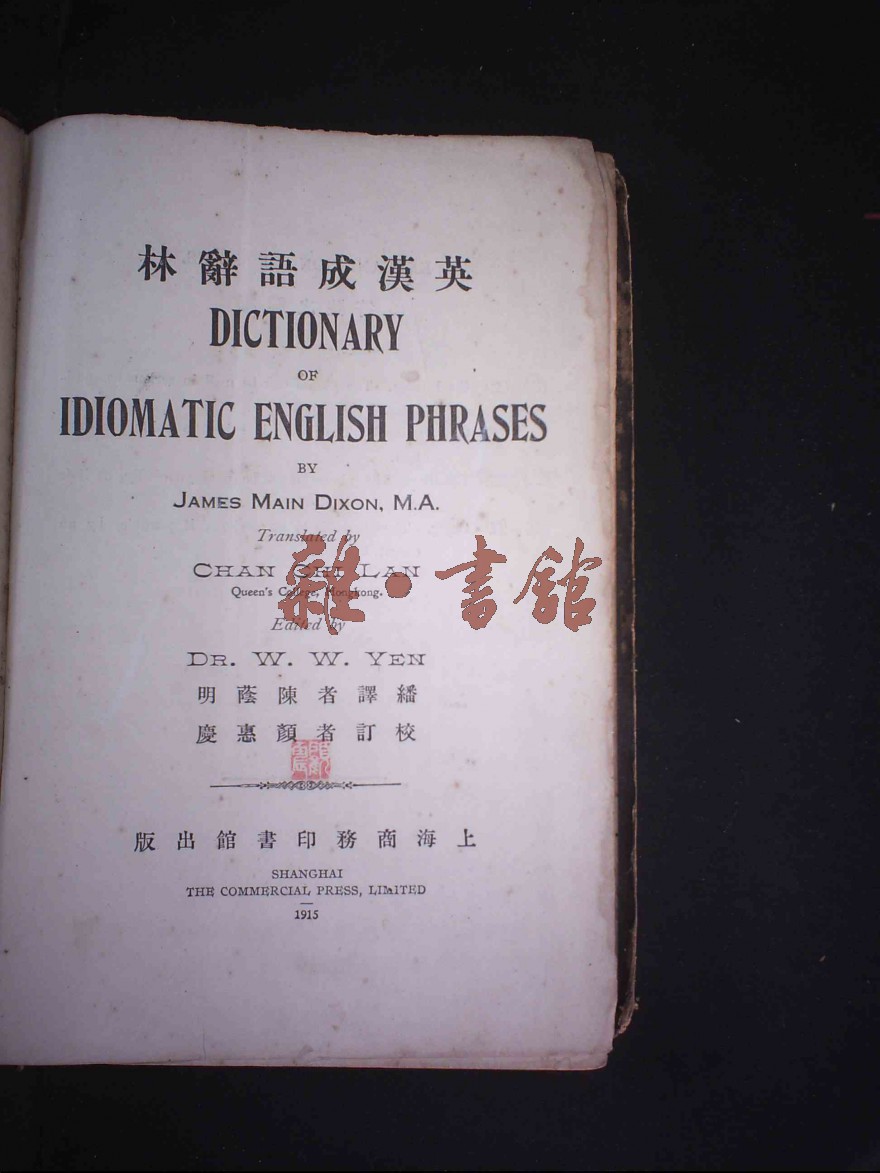 英漢成語辭林
DICTIONARY
OF
IDIOMATIC ENGLISH PHRASES
BY
JAMES MAIN DIXON, M.A.
Translated by
CHAN CHI LAN
Queen's College, Hongkong.
雜·書館
Edited by
DR. W. W. YEN
繙譯者陳蔭明
校訂者顏惠慶
上海商務印書館出版
SHANGHAI
THE COMMERCIAL PRESS, LIMITED
1915